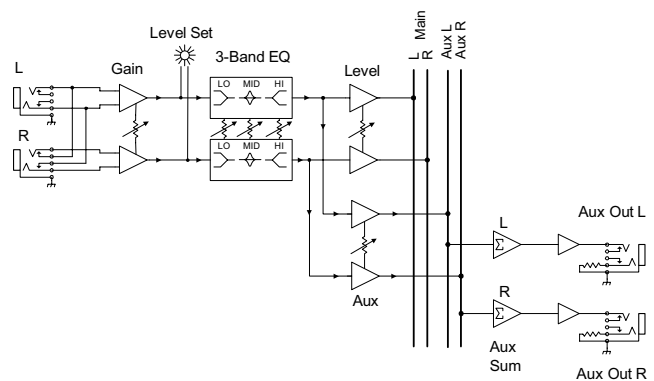 Level Set
L
Gain
3-Band EQ
LO MID HI
Level
L
R
Main
Aux L
Aux R
R
LO MID HI
Aux
L
Σ
Aux Out L
R
Σ
Aux
Sum
Aux Out R